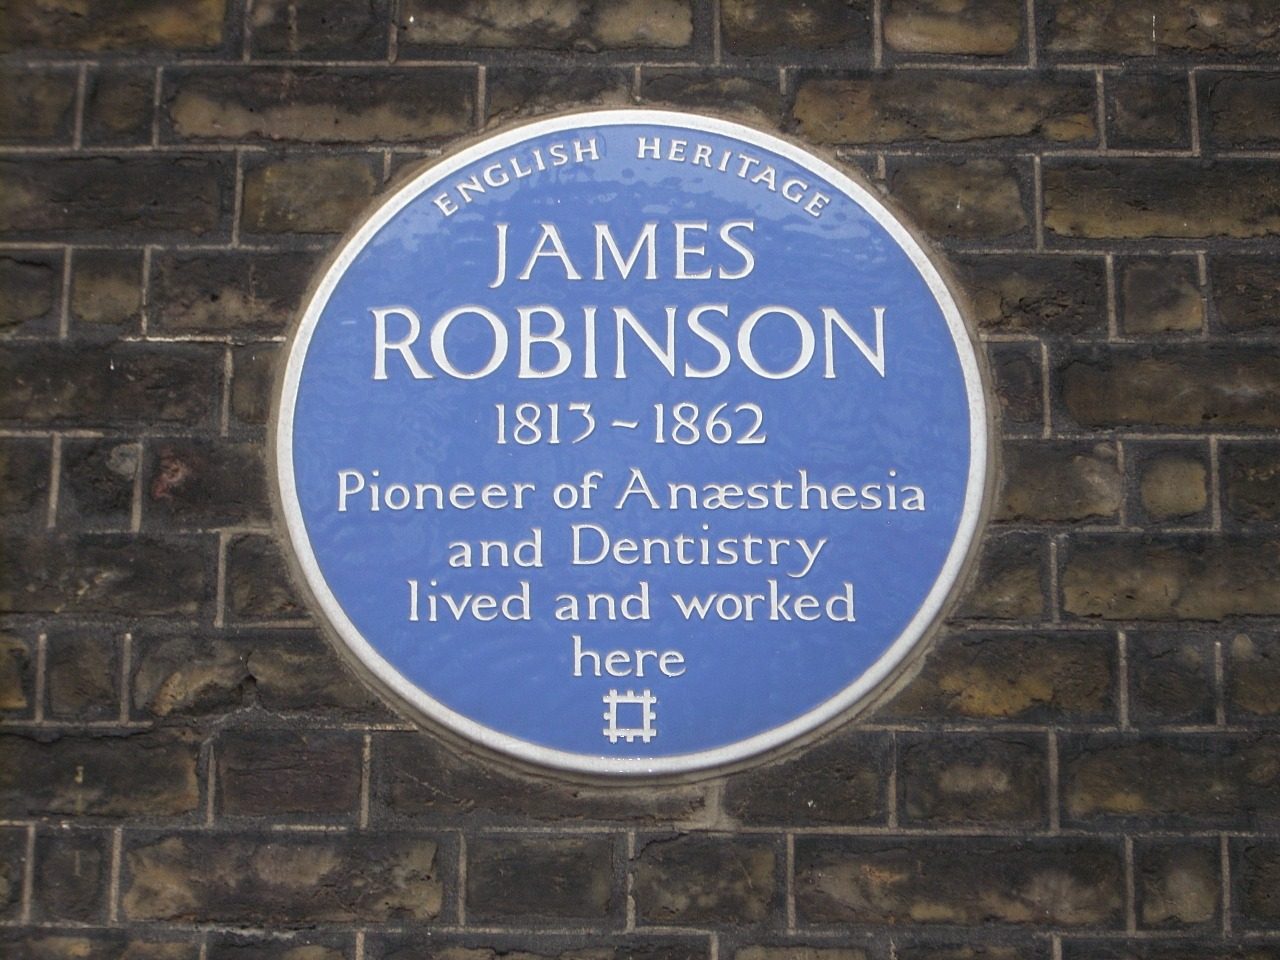 ENGLISH HERITAGE
JAMES
ROBINSON
1813~1862
Pioneer of Anæsthesia
and Dentistry
lived and worked
here